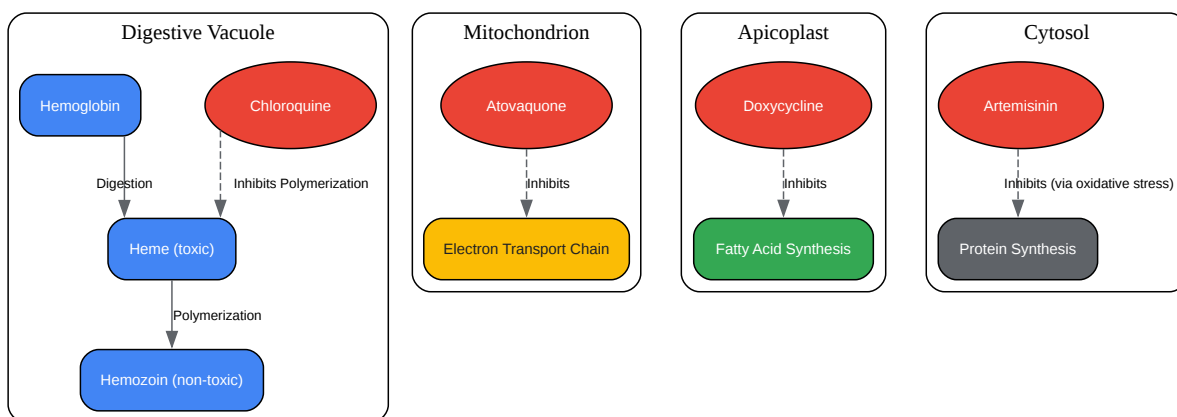 Digestive Vacuole
Hemoglobin
Chloroquine
Digestion
Inhibits Polymerization
Heme (toxic)
Polymerization
Hemozoin (non-toxic)
Mitochondrion
Atovaquone
Inhibits
Electron Transport Chain
Apicoplast
Doxycycline
Inhibits
Fatty Acid Synthesis
Cytosol
Artemisinin
Inhibits (via oxidative stress)
Protein Synthesis